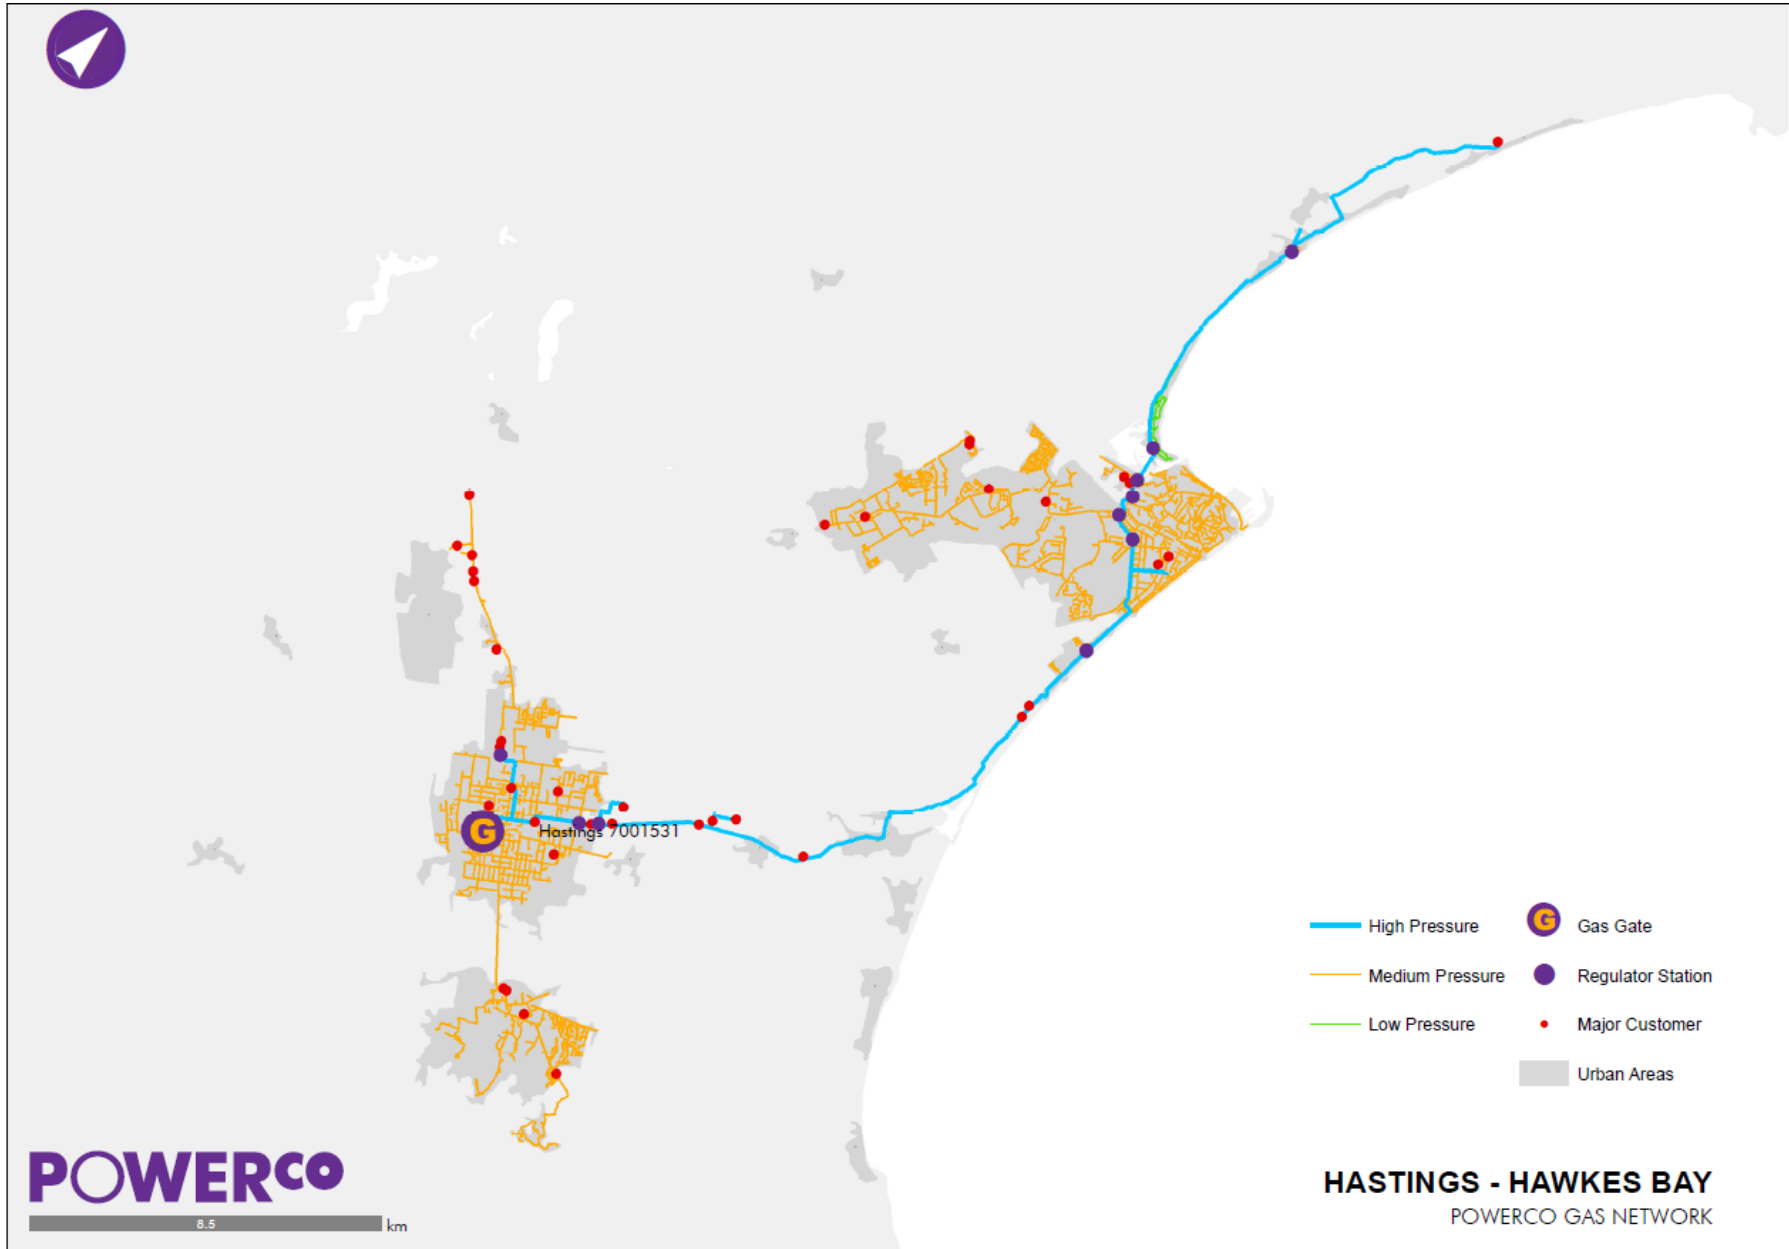 G
Hastings 7001531
High Pressure
G
Gas Gate
Medium Pressure
Regulator Station
Low Pressure
Major Customer
Urban Areas
POWERCO
8.5
km
HASTINGS - HAWKES BAY
POWERCO GAS NETWORK